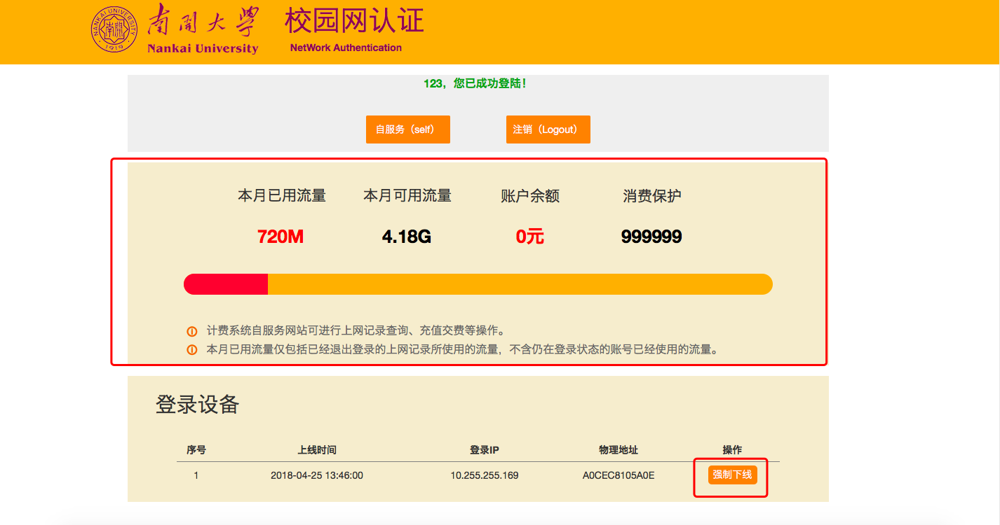 NANKAI UNIVERSITY
南開
1919
南開大學
Nankai University
校园网认证
NetWork Authentication
123，您已成功登陆！
自服务（self） 注销（Logout）
本月已用流量 本月可用流量 账户余额 消费保护
720M 4.18G 0元 999999
计费系统自服务网站可进行上网记录查询、充值交费等操作。
本月已用流量仅包括已经退出登录的上网记录所使用的流量，不含仍在登录状态的账号已经使用的流量。
登录设备
序号 上线时间 登录IP 物理地址 操作
1 2018-04-25 13:46:00 10.255.255.169 A0CEC8105A0E 强制下线